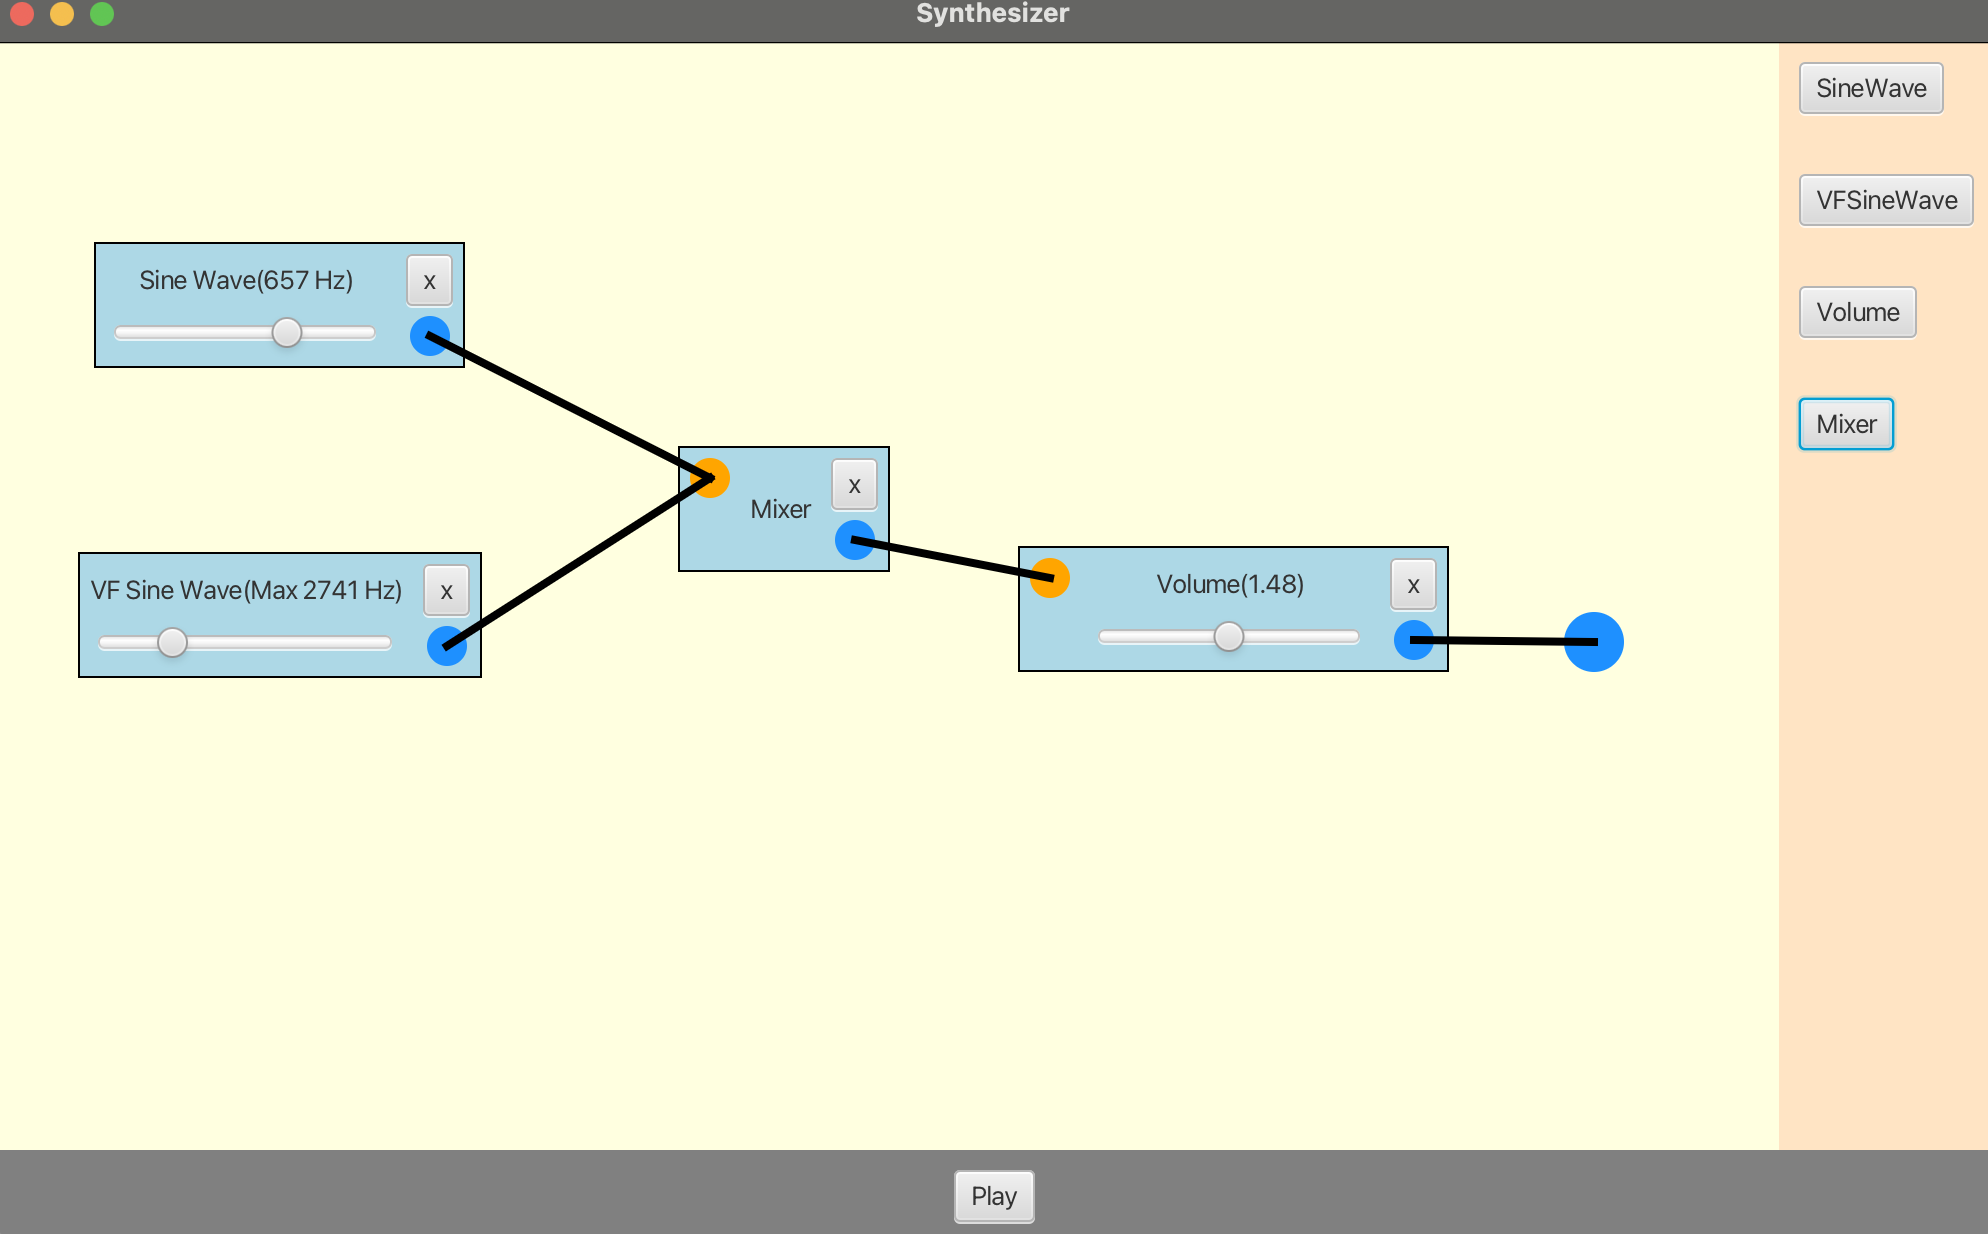 Synthesizer
SineWave
VFSineWave
Volume
Mixer
Sine Wave(657 Hz)
x
Mixer
x
VF Sine Wave(Max 2741 Hz)
x
Volume(1.48)
x
Play